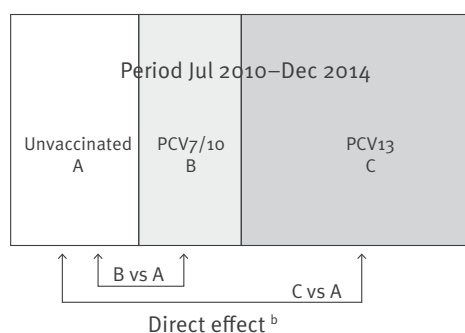 Period Jul 2010–Dec 2014
Unvaccinated PCV7/10 PCV13
A B C
B vs A
C vs A
Direct effect b